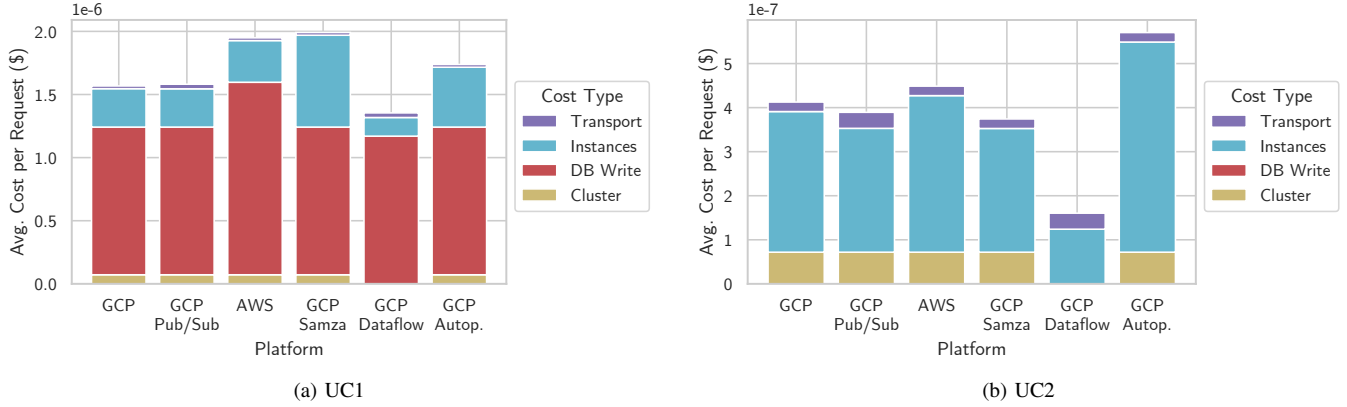 1e-6
Avg. Cost per Request ($)
2.0
1.5
1.0
0.5
0.0
GCP
GCP
Pub/Sub
AWS
GCP
Samza
GCP
Dataflow
GCP
Autop.
Platform
Cost Type
Transport
Instances
DB Write
Cluster
(a) UC1
1e-7
Avg. Cost per Request ($)
5
4
3
2
1
0
GCP
GCP
Pub/Sub
AWS
GCP
Samza
GCP
Dataflow
GCP
Autop.
Platform
Cost Type
Transport
Instances
DB Write
Cluster
(b) UC2